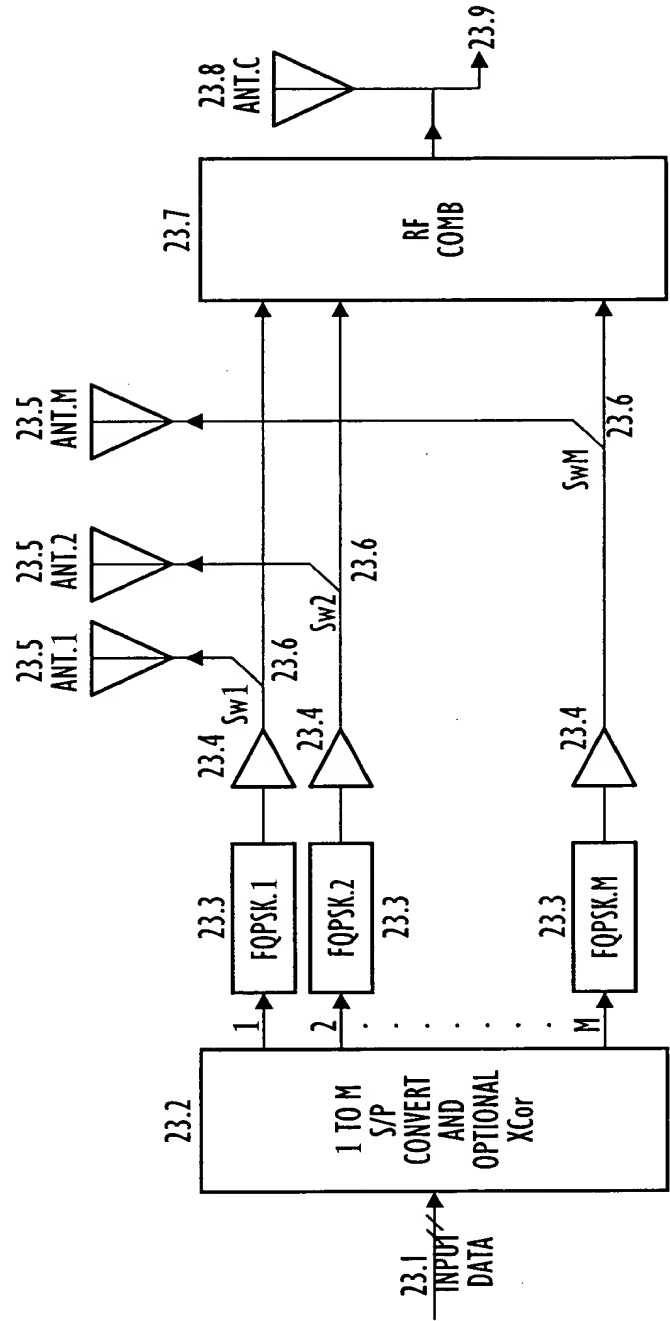 23.1
INPUT
DATA
23.2
1 TO M
S/P
CONVERT
AND
OPTIONAL
XCor
1
2
M
23.3
FQPSK.1
FQPSK.2
23.3
23.3
FQPSK.M
23.4
23.4
23.4
Sw1
23.6
Sw2
23.6
SwM
23.6
23.5
ANT.1
23.5
ANT.2
23.5
ANT.M
23.7
RF
COMB
23.8
ANT.C
23.9